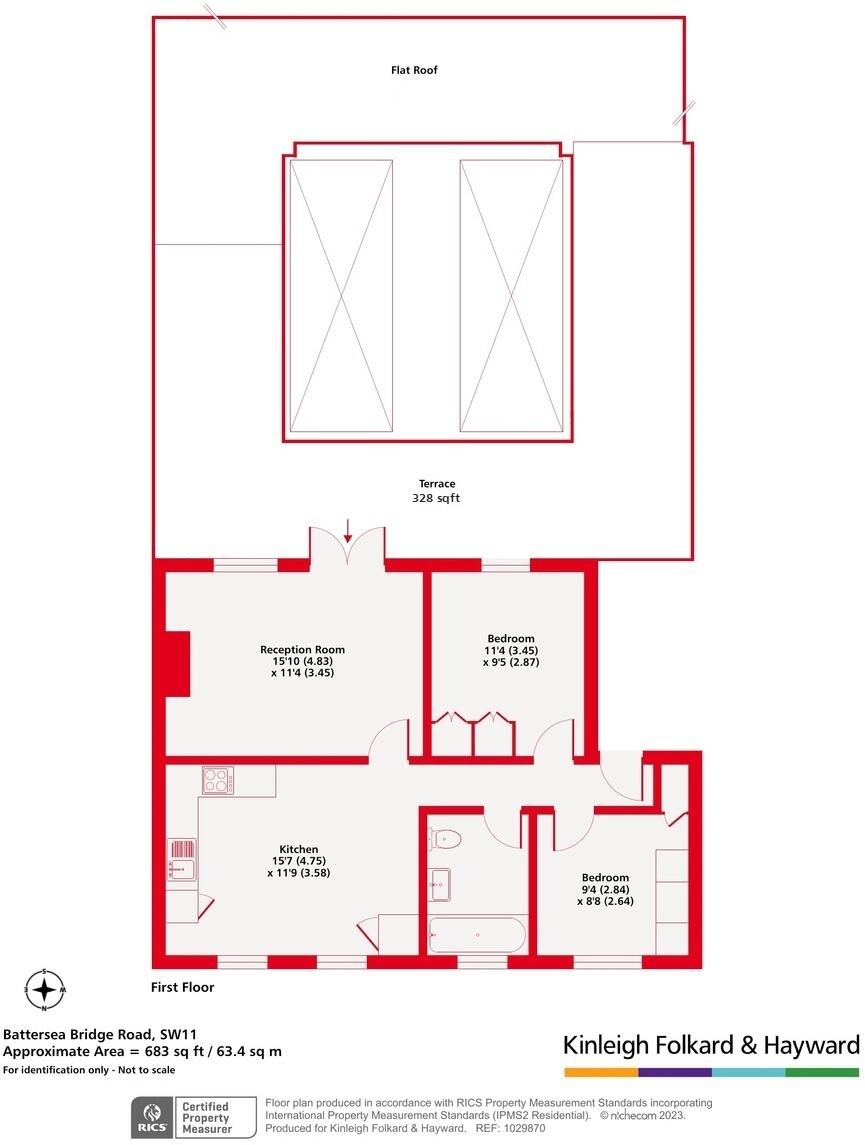 Flat Roof
Terrace
328 sqft
Reception Room
15'10 (4.83)
x 11'4 (3.45)
Bedroom
11'4 (3.45)
x 9'5 (2.87)
Kitchen
15'7 (4.75)
x 11'9 (3.58)
Bedroom
9'4 (2.84)
x 8'8 (2.64)
S
E W
N
First Floor
Battersea Bridge Road, SW11
Approximate Area = 683 sq ft / 63.4 sq m
For identification only - Not to scale
Kinleigh Folkard & Hayward
RICS
Certified
Property
Measurer
Floor plan produced in accordance with RICS Property Measurement Standards incorporating
International Property Measurement Standards (IPMS2 Residential). © nichecom 2023.
Produced for Kinleigh Folkard & Hayward. REF: 1029870